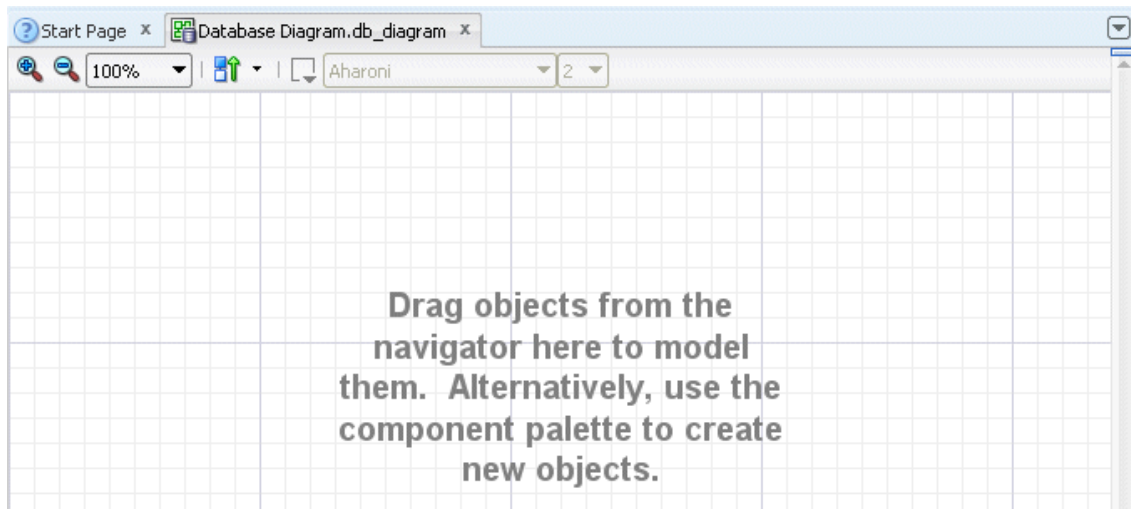 Start Page x Database Diagram.db_diagram x
100% Aharoni 2
Drag objects from the
navigator here to model
them.  Alternatively, use the
component palette to create
new objects.